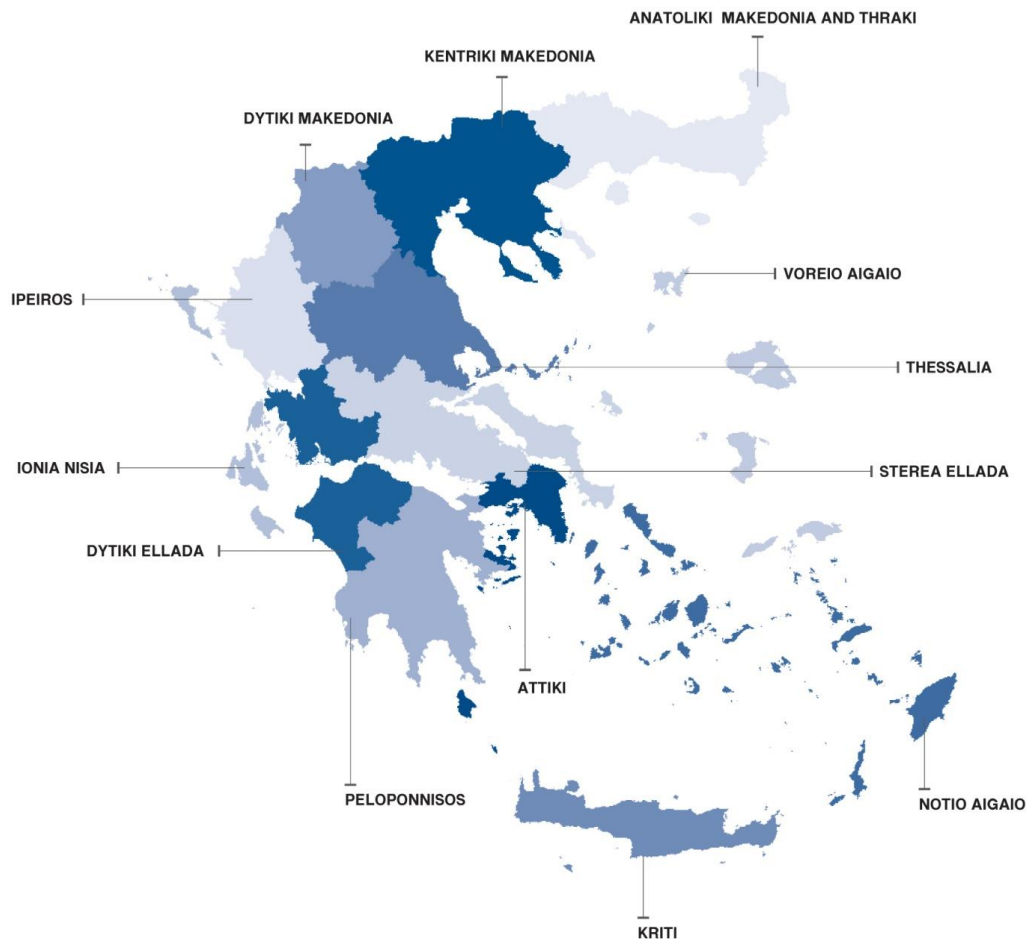 ANATOLIKI  MAKEDONIA AND THRAKI
KENTRIKI MAKEDONIA
DYTIKI MAKEDONIA
VOREIO AIGAIO
IPEIROS
THESSALIA
IONIA NISIA
STEREA ELLADA
DYTIKI ELLADA
ATTIKI
PELOPONNISOS
NOTIO AIGAIO
KRITI